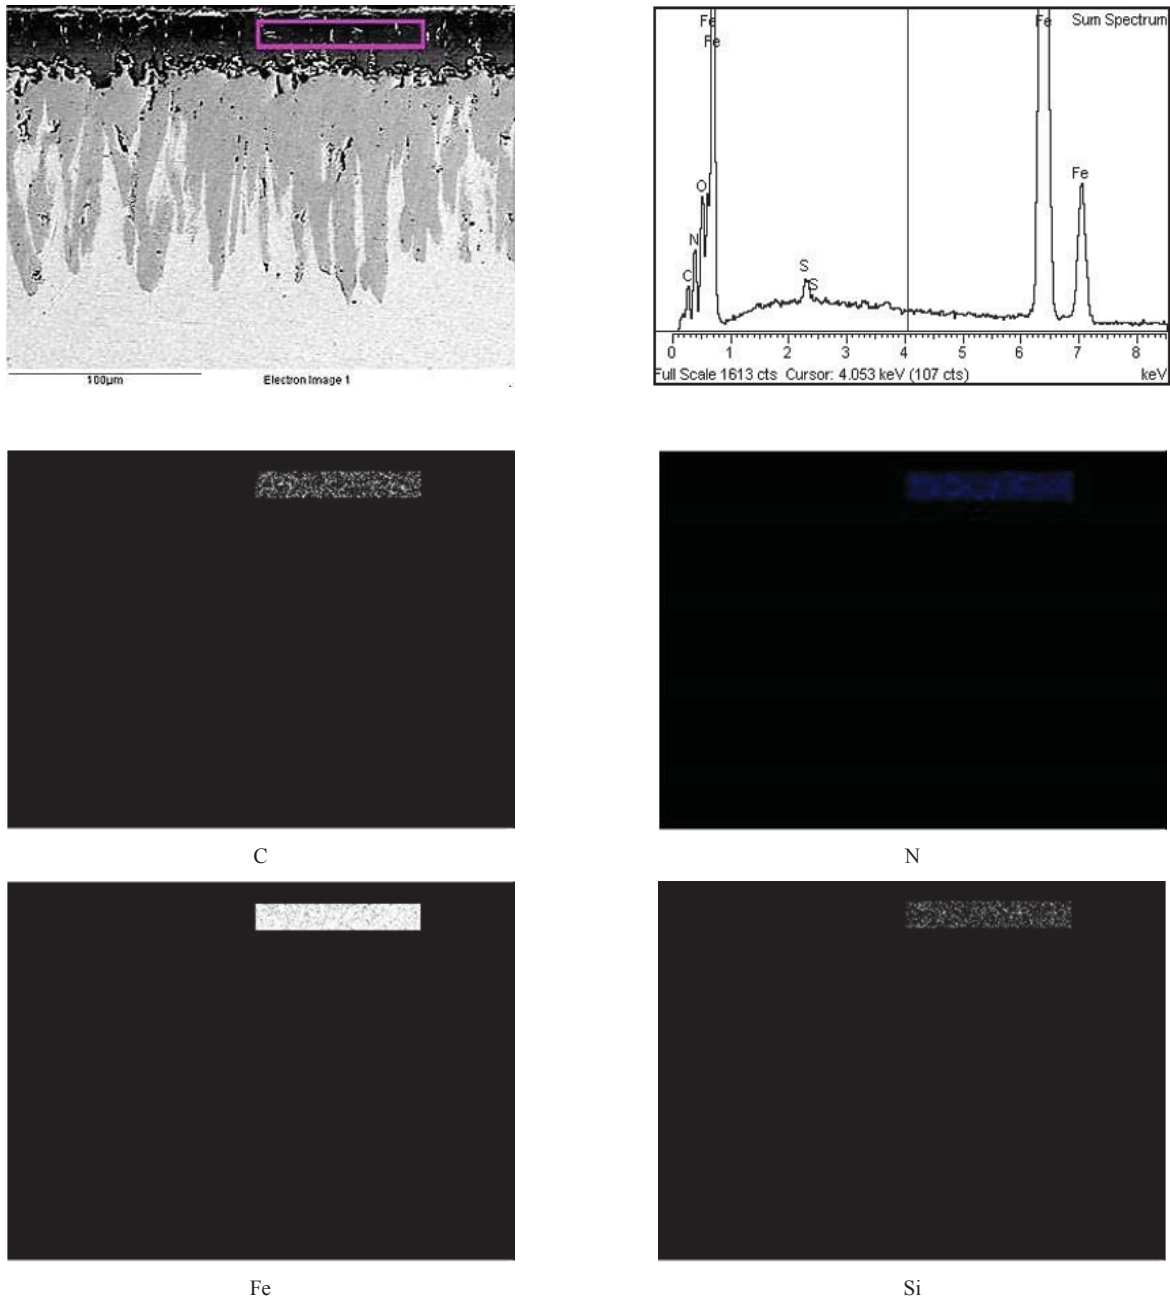 100μm
Electron Image 1
Fe
Fe
O
N
C
S
S
Fe
Sum Spectrum
Fe
0 1 2 3 4 5 6 7 8
Full Scale 1613 cts Cursor: 4.053 keV (107 cts)
keV
C
N
Fe
Si